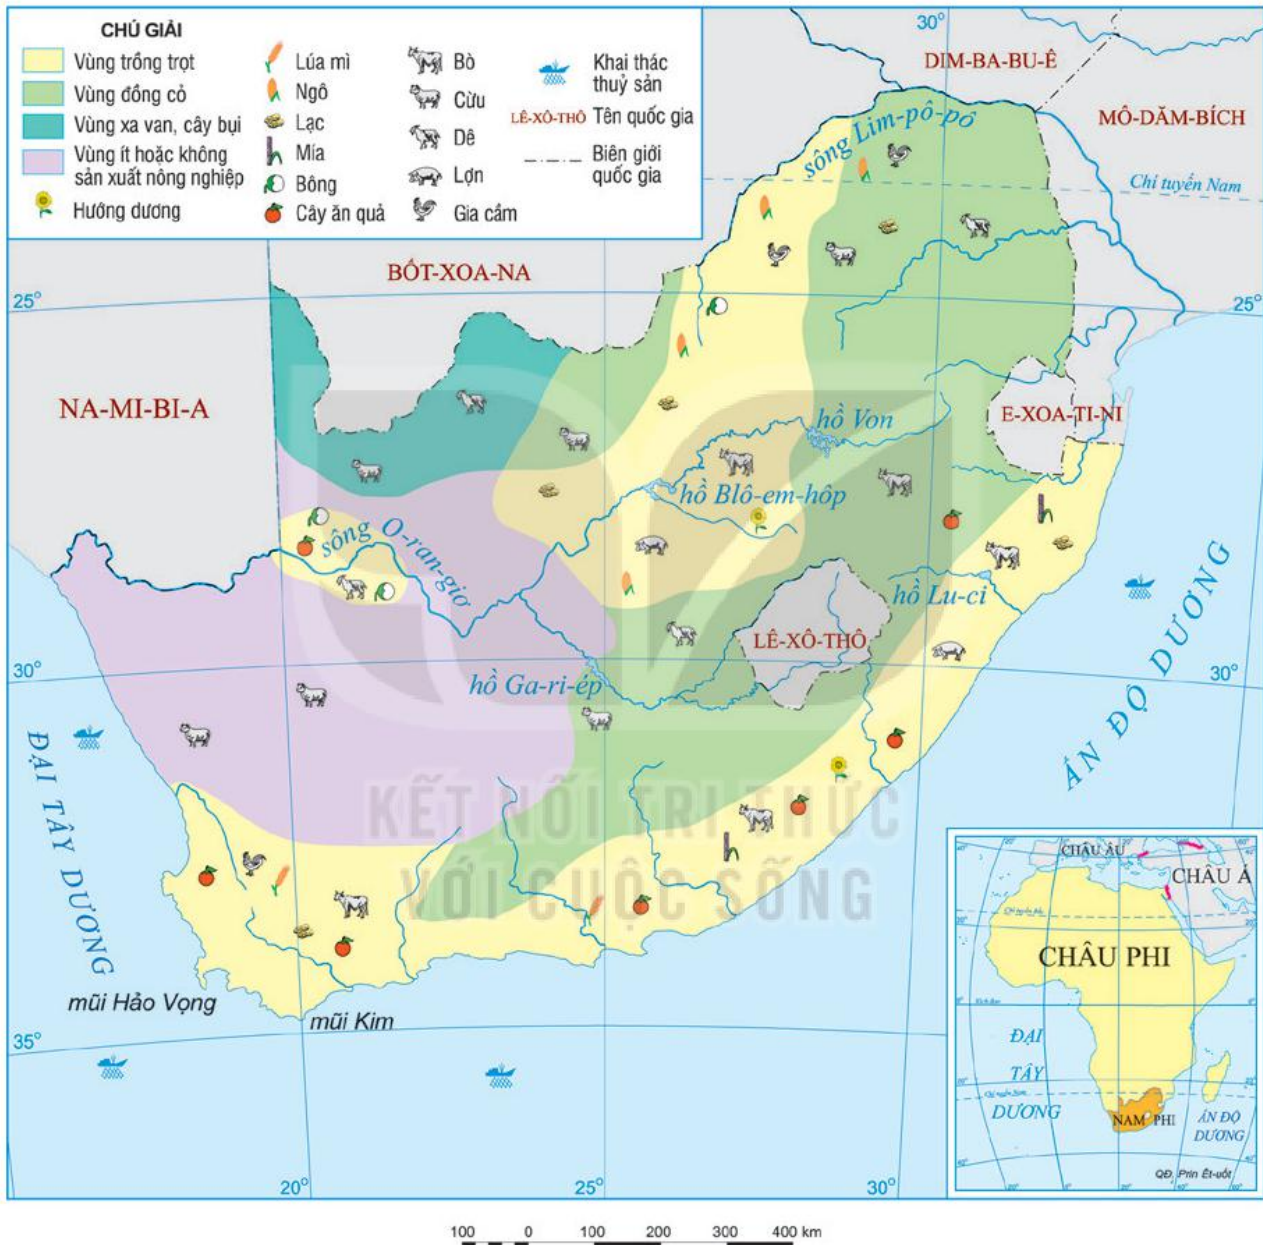 CHÚ GIẢI
Vùng trồng trọt
Vùng đồng cỏ
Vùng xa van, cây bụi
Vùng ít hoặc không
sản xuất nông nghiệp
Hướng dương
Lúa mì
Ngô
Lạc
Mía
Bông
Cây ăn quả
Bò
Cừu
Dê
Lợn
Gia cầm
Khai thác
thuỷ sản
LÊ-XÔ-THÔ Tên quốc gia
Biên giới
quốc gia
30°
DIM-BA-BU-Ê
MÔ-DĂM-BÍCH
sông Lim-pô-pô
Chí tuyến Nam
BỐT-XOA-NA
25°
25°
NA-MI-BI-A
E-XOA-TI-NI
hồ Von
hồ Blô-em-hôp
sông O-ran-giơ
hồ Lu-ci
LÊ-XÔ-THÔ
30°
hồ Ga-ri-ép
30°
ẤN ĐỘ DƯƠNG
ĐẠI TÂY DƯƠNG
KẾT NỐI TRI THỨC
VỚI CUỘC SỐNG
mũi Hảo Vọng
mũi Kim
35°
20°
25°
30°
CHÂU ÂU
CHÂU Á
CHÂU PHI
ĐẠI
TÂY
DƯƠNG
NAM PHI
ẤN ĐỘ
DƯƠNG
QĐ. Prin Êt-uốt
100 0 100 200 300 400 km